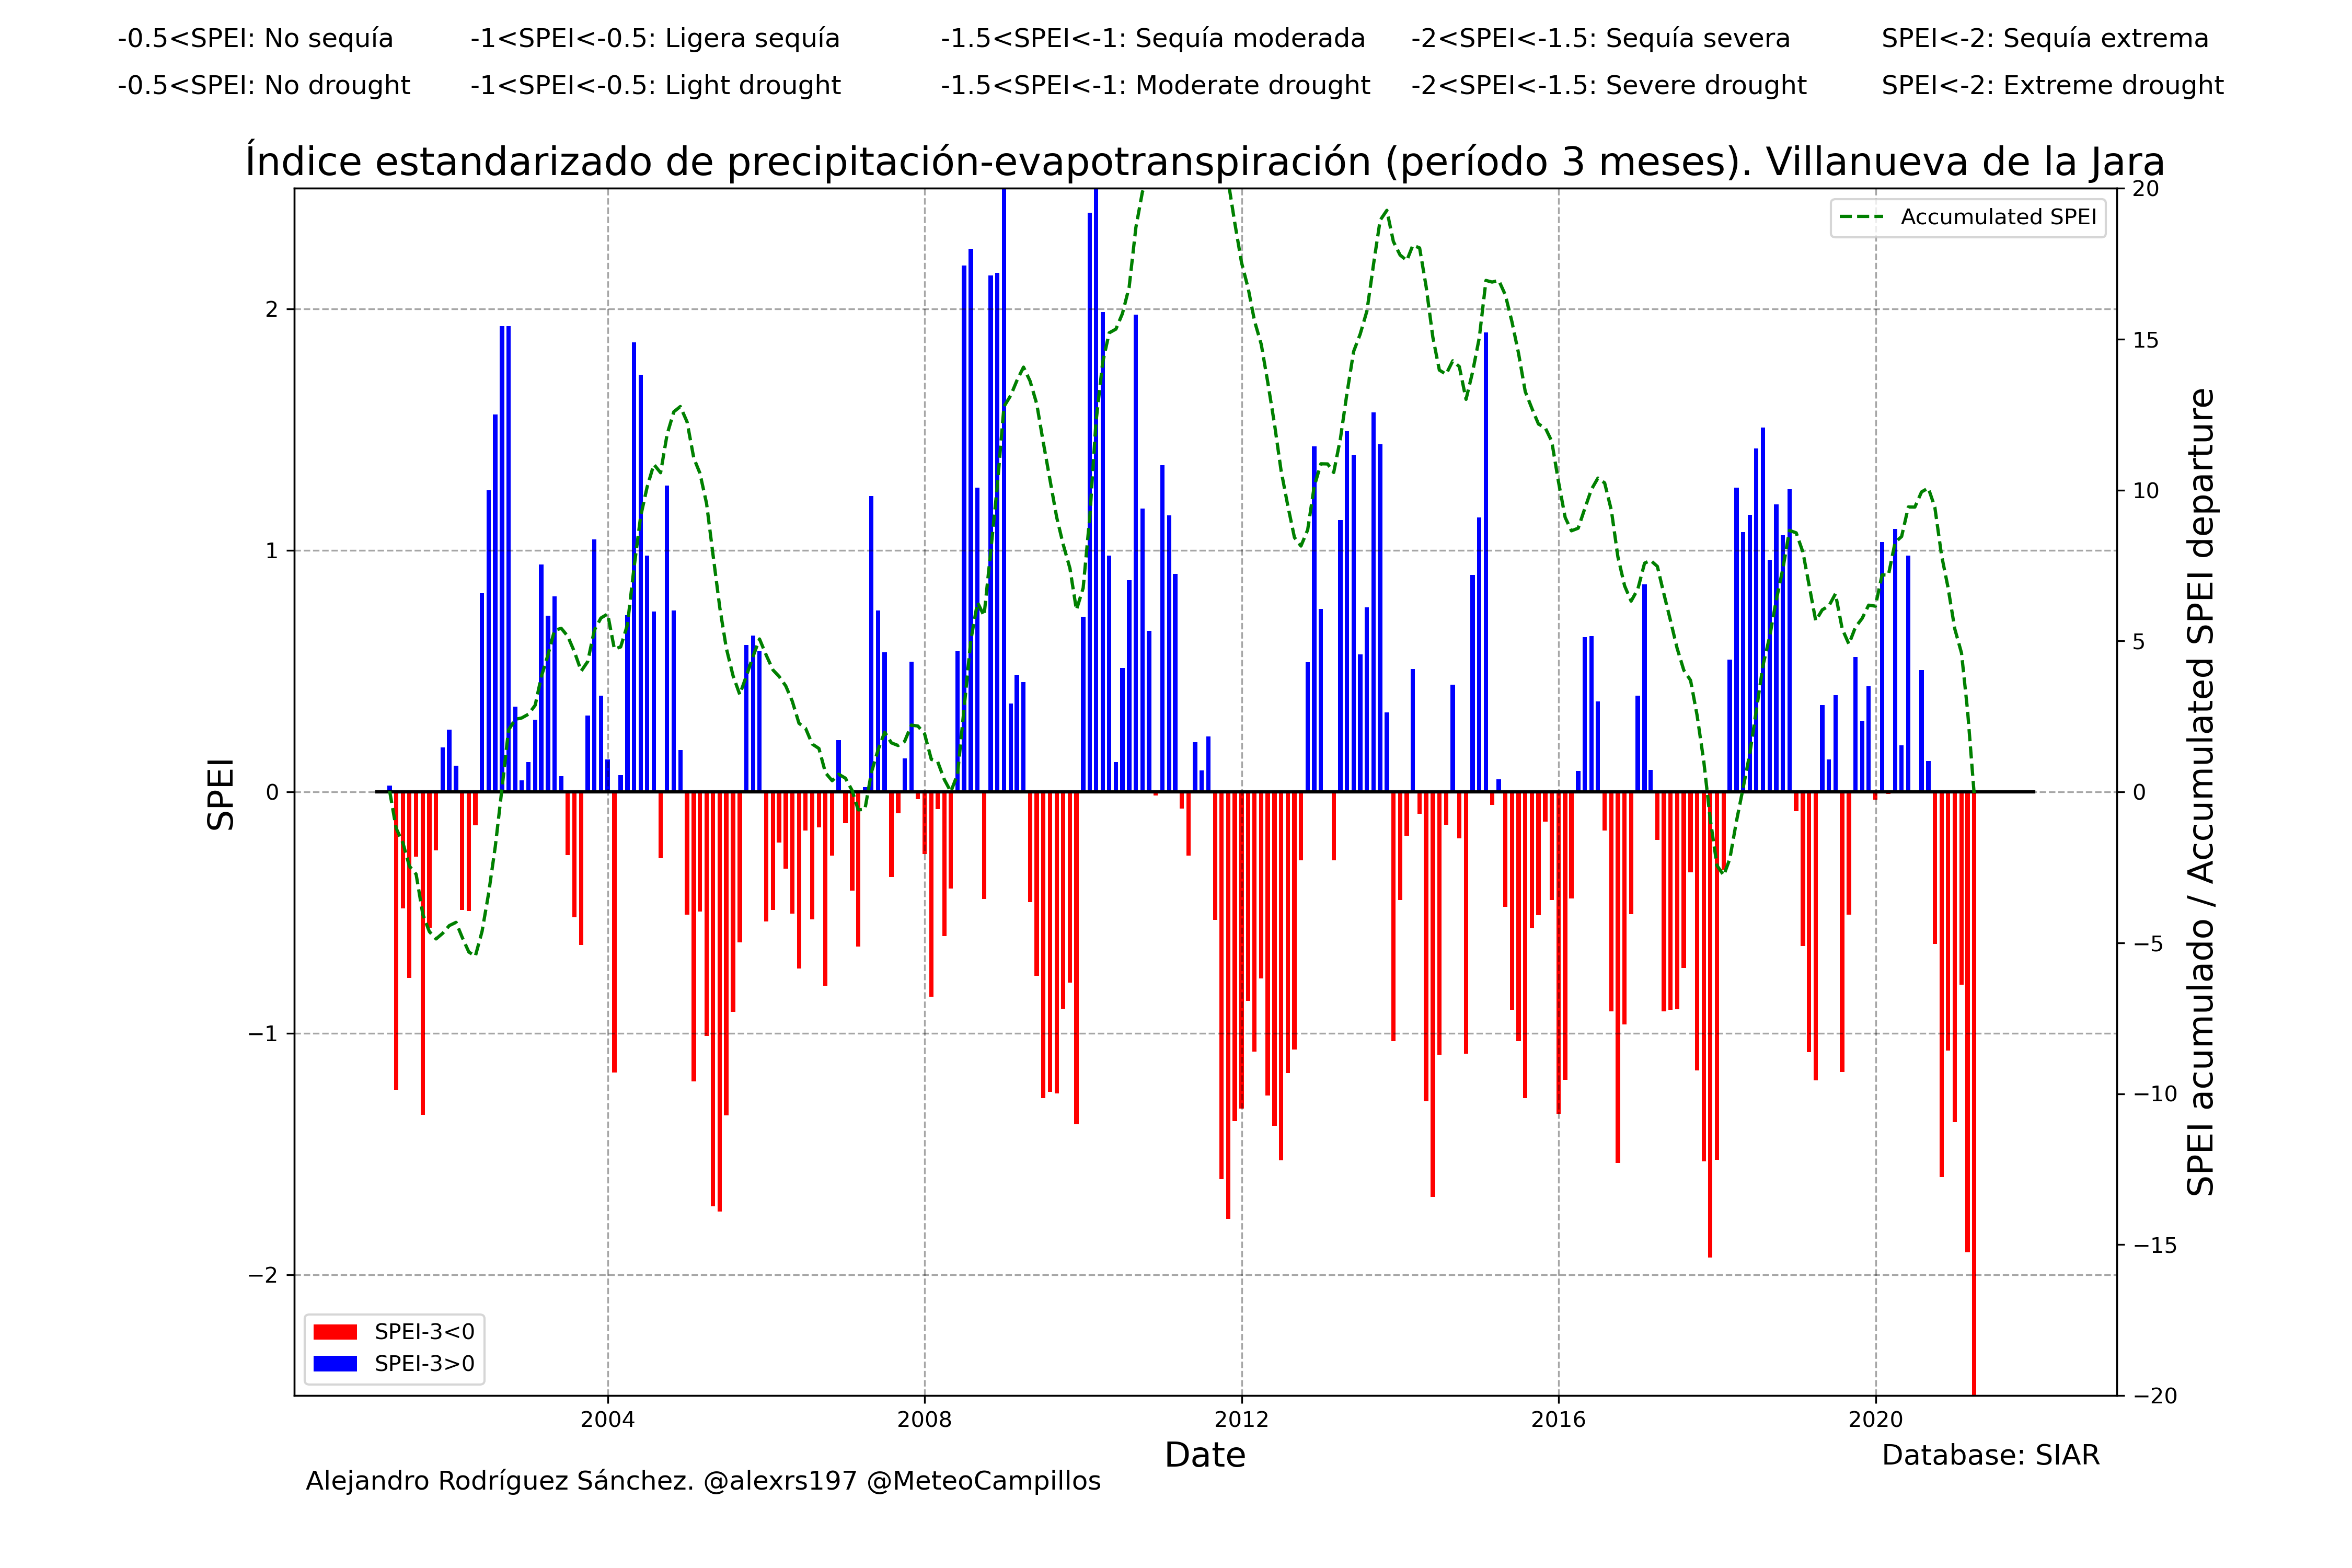 -0.5<SPEI: No sequía -1<SPEI<-0.5: Ligera sequía -1.5<SPEI<-1: Sequía moderada -2<SPEI<-1.5: Sequía severa SPEI<-2: Sequía extrema
-0.5<SPEI: No drought -1<SPEI<-0.5: Light drought -1.5<SPEI<-1: Moderate drought -2<SPEI<-1.5: Severe drought SPEI<-2: Extreme drought
Índice estandarizado de precipitación-evapotranspiración (período 3 meses). Villanueva de la Jara
Accumulated SPEI
SPEI
2
1
0
−1
−2
20
15
10
5
0
−5
−10
−15
−20
SPEI acumulado / Accumulated SPEI departure
SPEI-3<0
SPEI-3>0
2004 2008 2012 2016 2020
Date
Database: SIAR
Alejandro Rodríguez Sánchez. @alexrs197 @MeteoCampillos